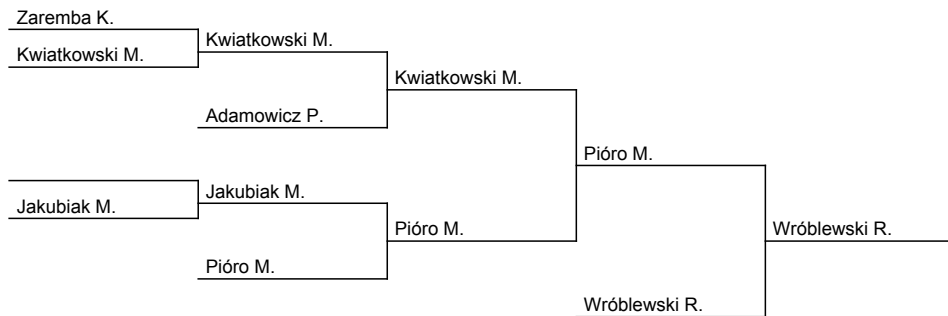 Zaremba K.
Kwiatkowski M.
Kwiatkowski M.
Kwiatkowski M.
Adamowicz P.
Pióro M.
Jakubiak M.
Jakubiak M.
Pióro M.
Wróblewski R.
Pióro M.
Wróblewski R.